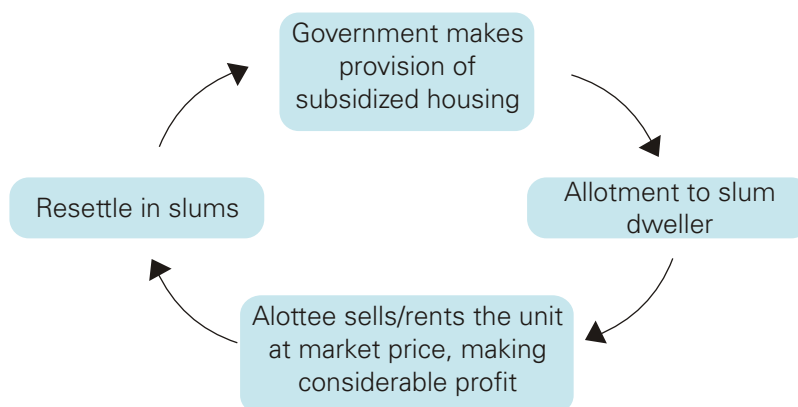 Government makes
provision of
subsidized housing
Allotment to slum
dweller
Alottee sells/rents the unit
at market price, making
considerable profit
Resettle in slums